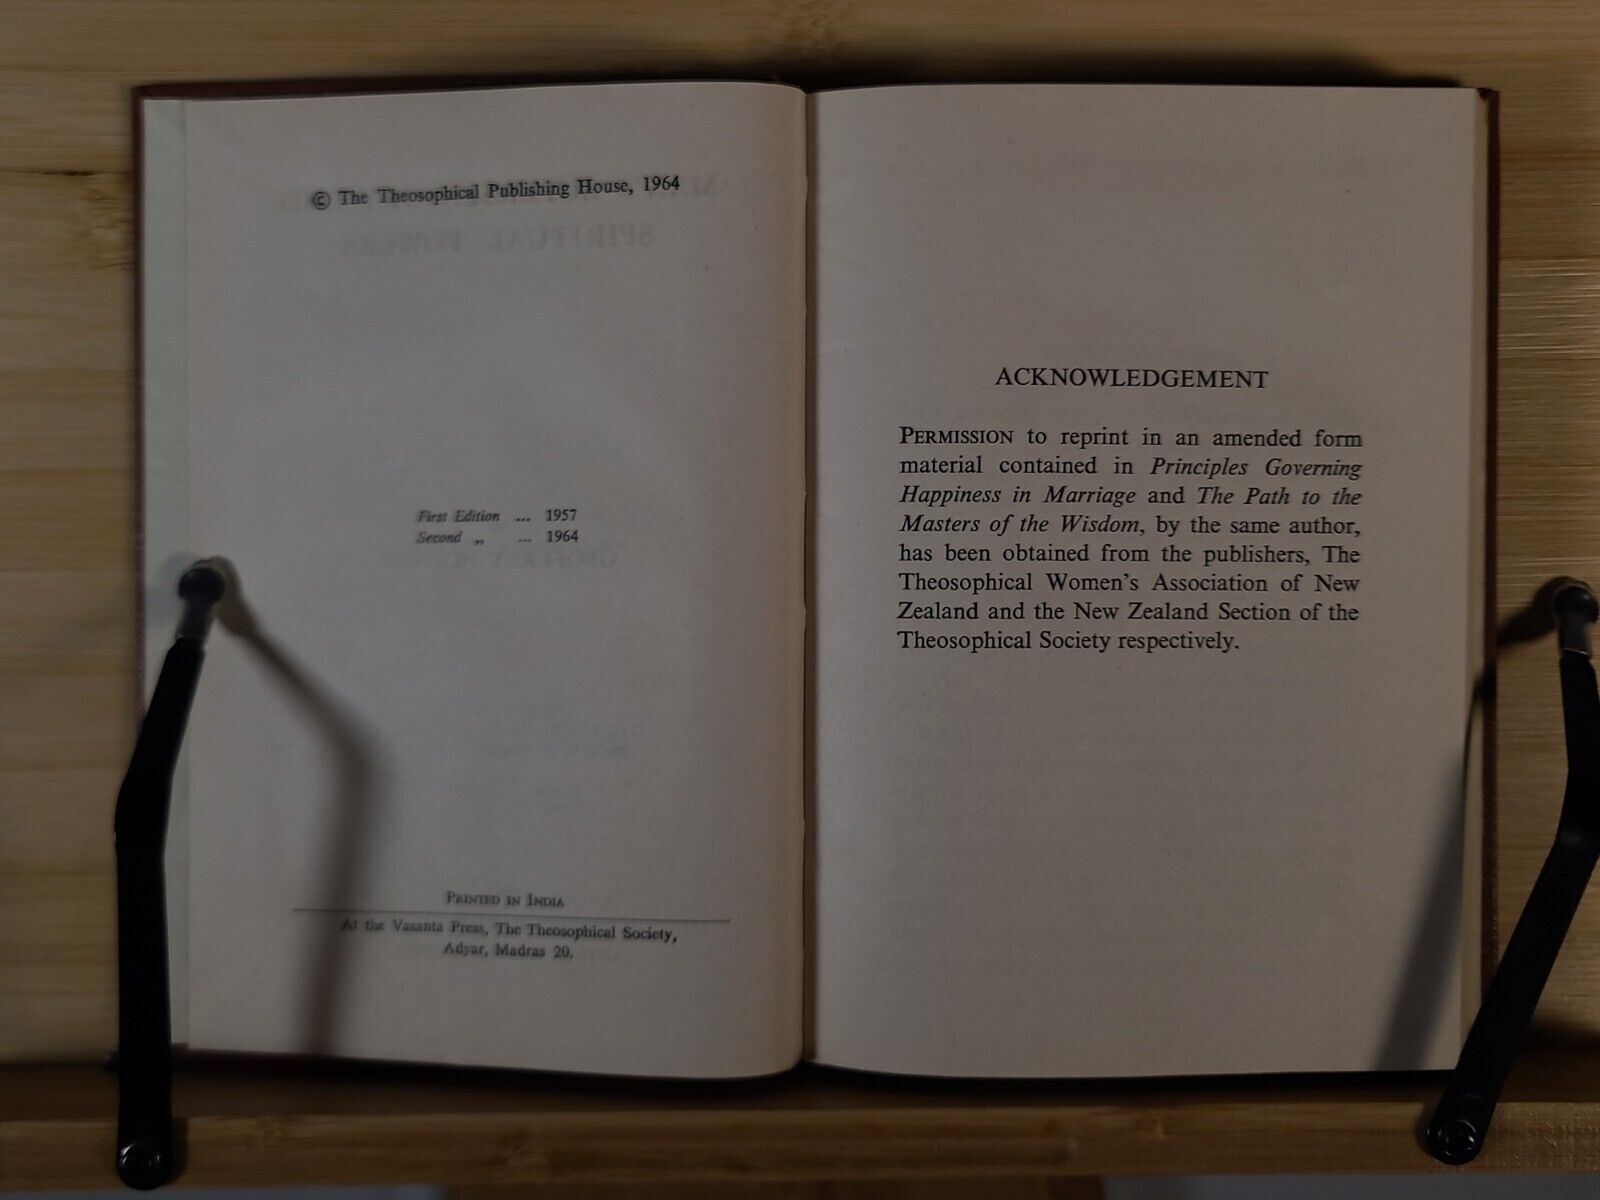 © The Theosophical Publishing House, 1964
First Edition ... 1957
Second „ ... 1964
PRINTED IN INDIA
At the Vasanta Press, The Theosophical Society,
Adyar, Madras 20.
ACKNOWLEDGEMENT
PERMISSION to reprint in an amended form
material contained in Principles Governing
Happiness in Marriage and The Path to the
Masters of the Wisdom, by the same author,
has been obtained from the publishers, The
Theosophical Women's Association of New
Zealand and the New Zealand Section of the
Theosophical Society respectively.